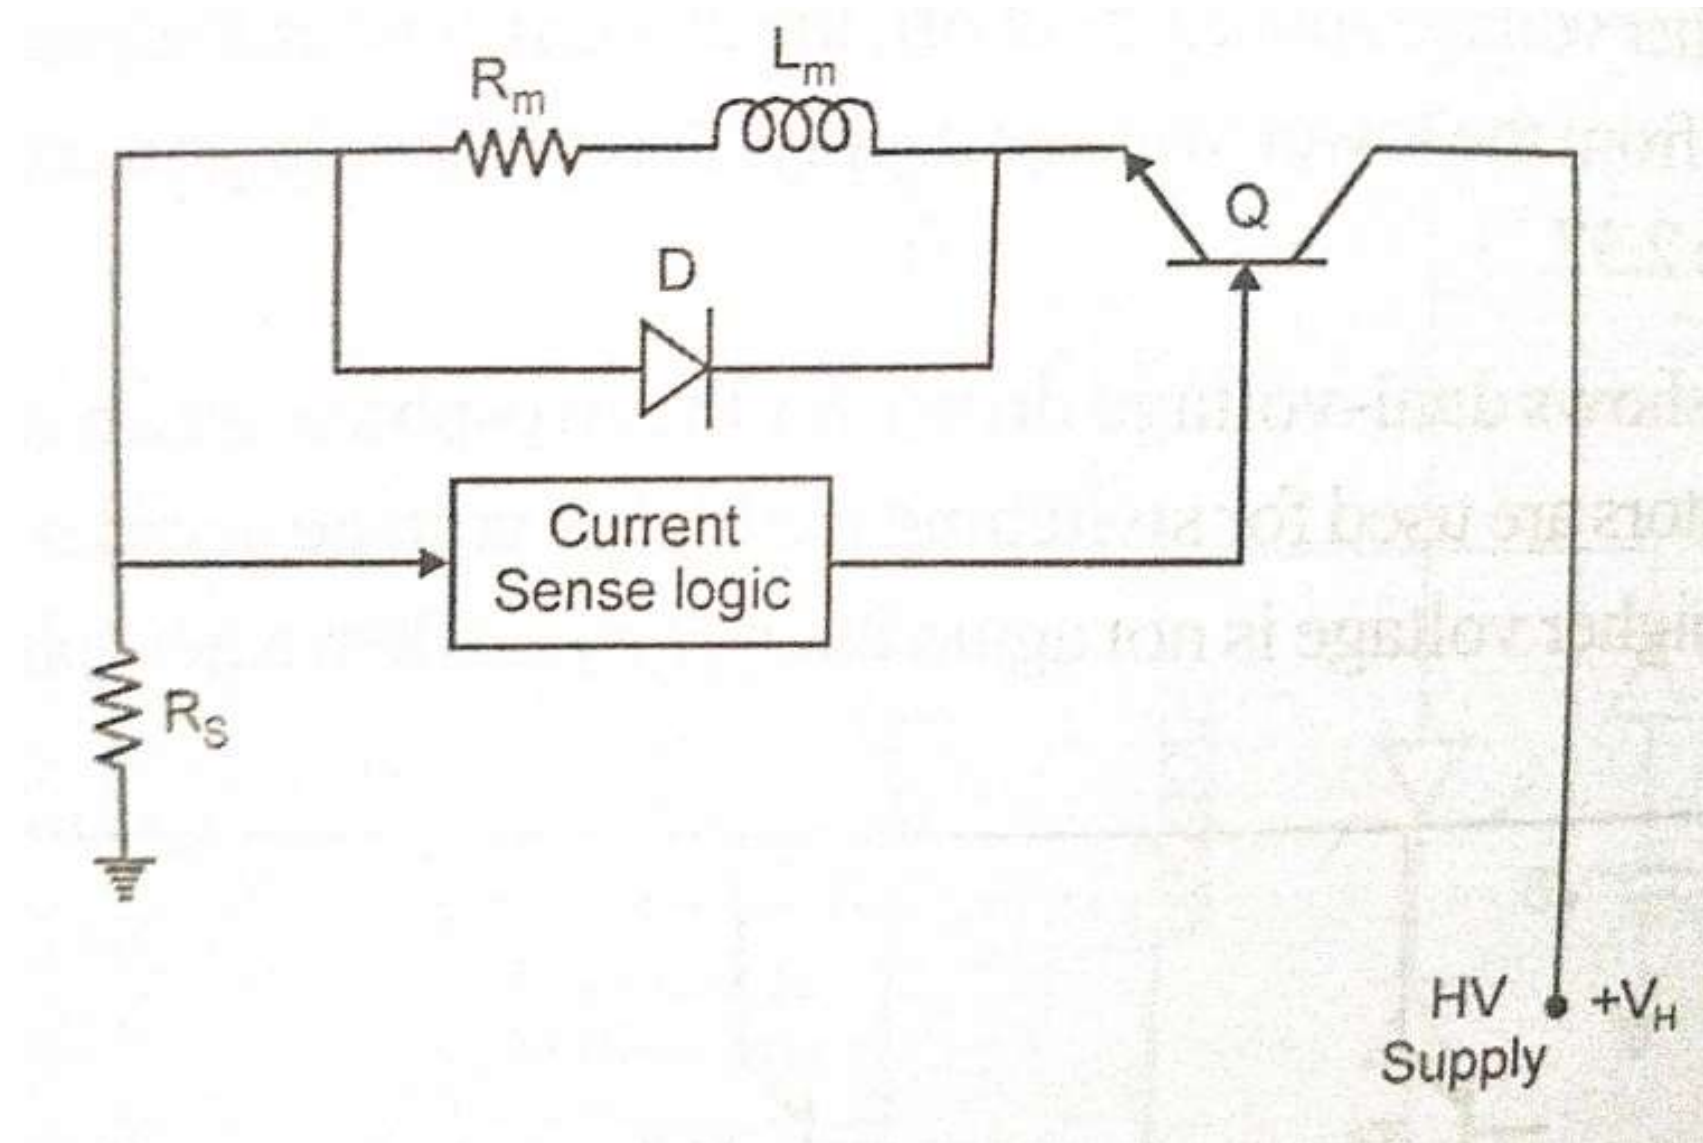 Lm
Rm
Q
D
Current
Sense logic
RS
HV +VH
Supply